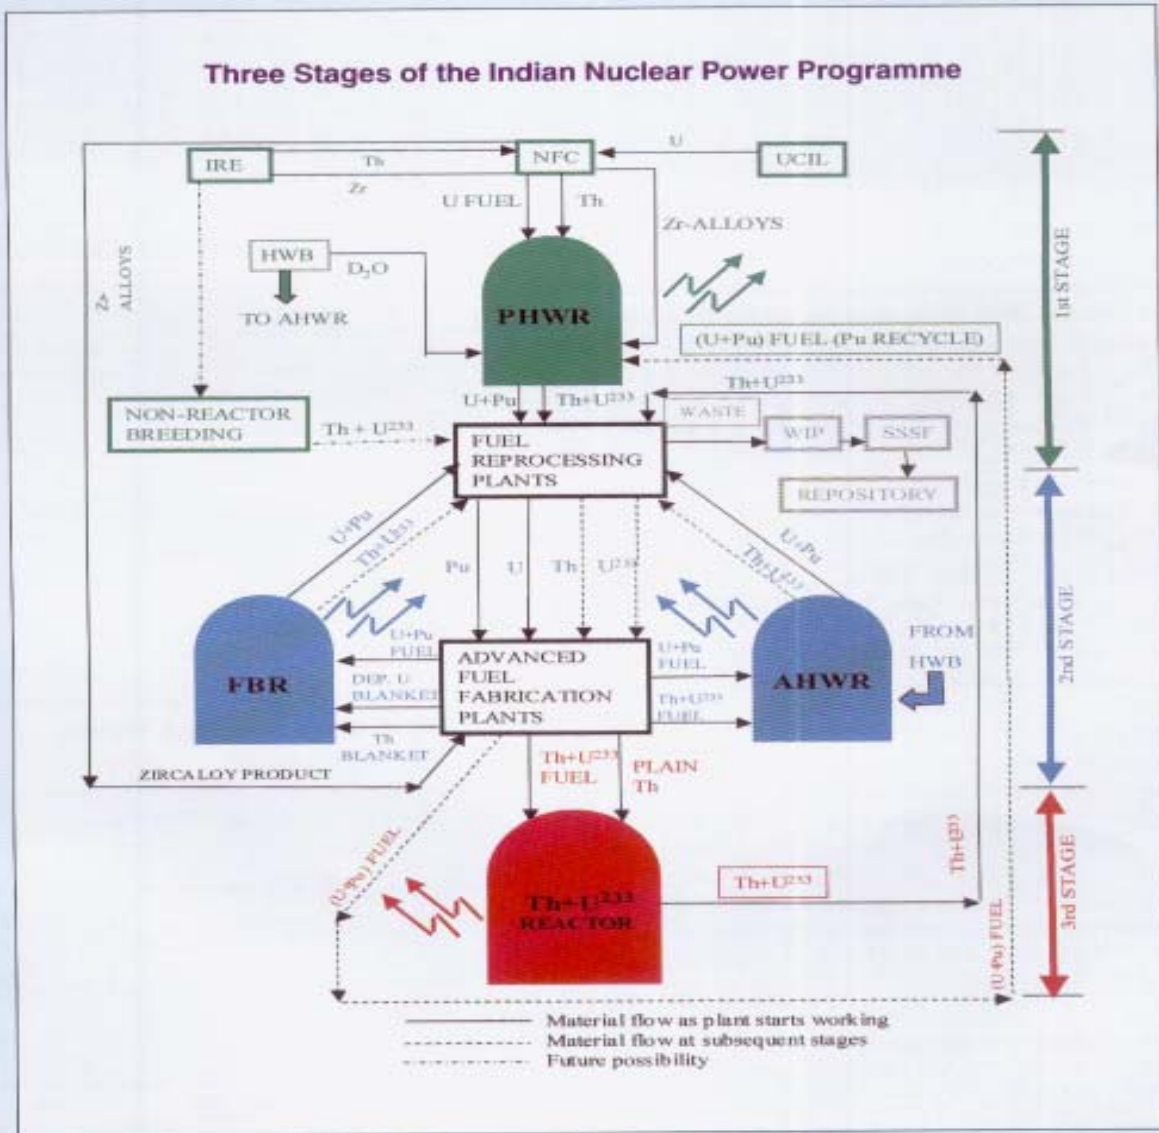 Three Stages of the Indian Nuclear Power Programme
IRE
Th
Zr
NFC
U
UCIL
U FUEL
Th
Zr-ALLOYS
Zr
ALLOYS
HWB
D₂O
TO AHWR
PHWR
1st STAGE
(U+Pu) FUEL (Pu RECYCLE)
U+Pu
Th+U²³³
Th+U²³³
WASTE
NON-REACTOR
BREEDING
Th + U²³³
FUEL
REPROCESSING
PLANTS
WIP
SSSF
REPOSITORY
U+Pu
Th+U²³³
Pu
U
Th
U²³³
U+Pu
Th+U²³³
FBR
U+Pu
FUEL
DEP. U
BLANKET
Th
BLANKET
ADVANCED
FUEL
FABRICATION
PLANTS
U+Pu
FUEL
Th+U²³³
FUEL
AHWR
FROM
HWB
2nd STAGE
ZIRCALOY PRODUCT
Th+U²³³
FUEL
PLAIN
Th
(U+Pu) FUEL
Th+U²³³
REACTOR
Th+U²³³
Th+U²³³
(U+Pu) FUEL
3rd STAGE
Material flow as plant starts working
Material flow at subsequent stages
Future possibility